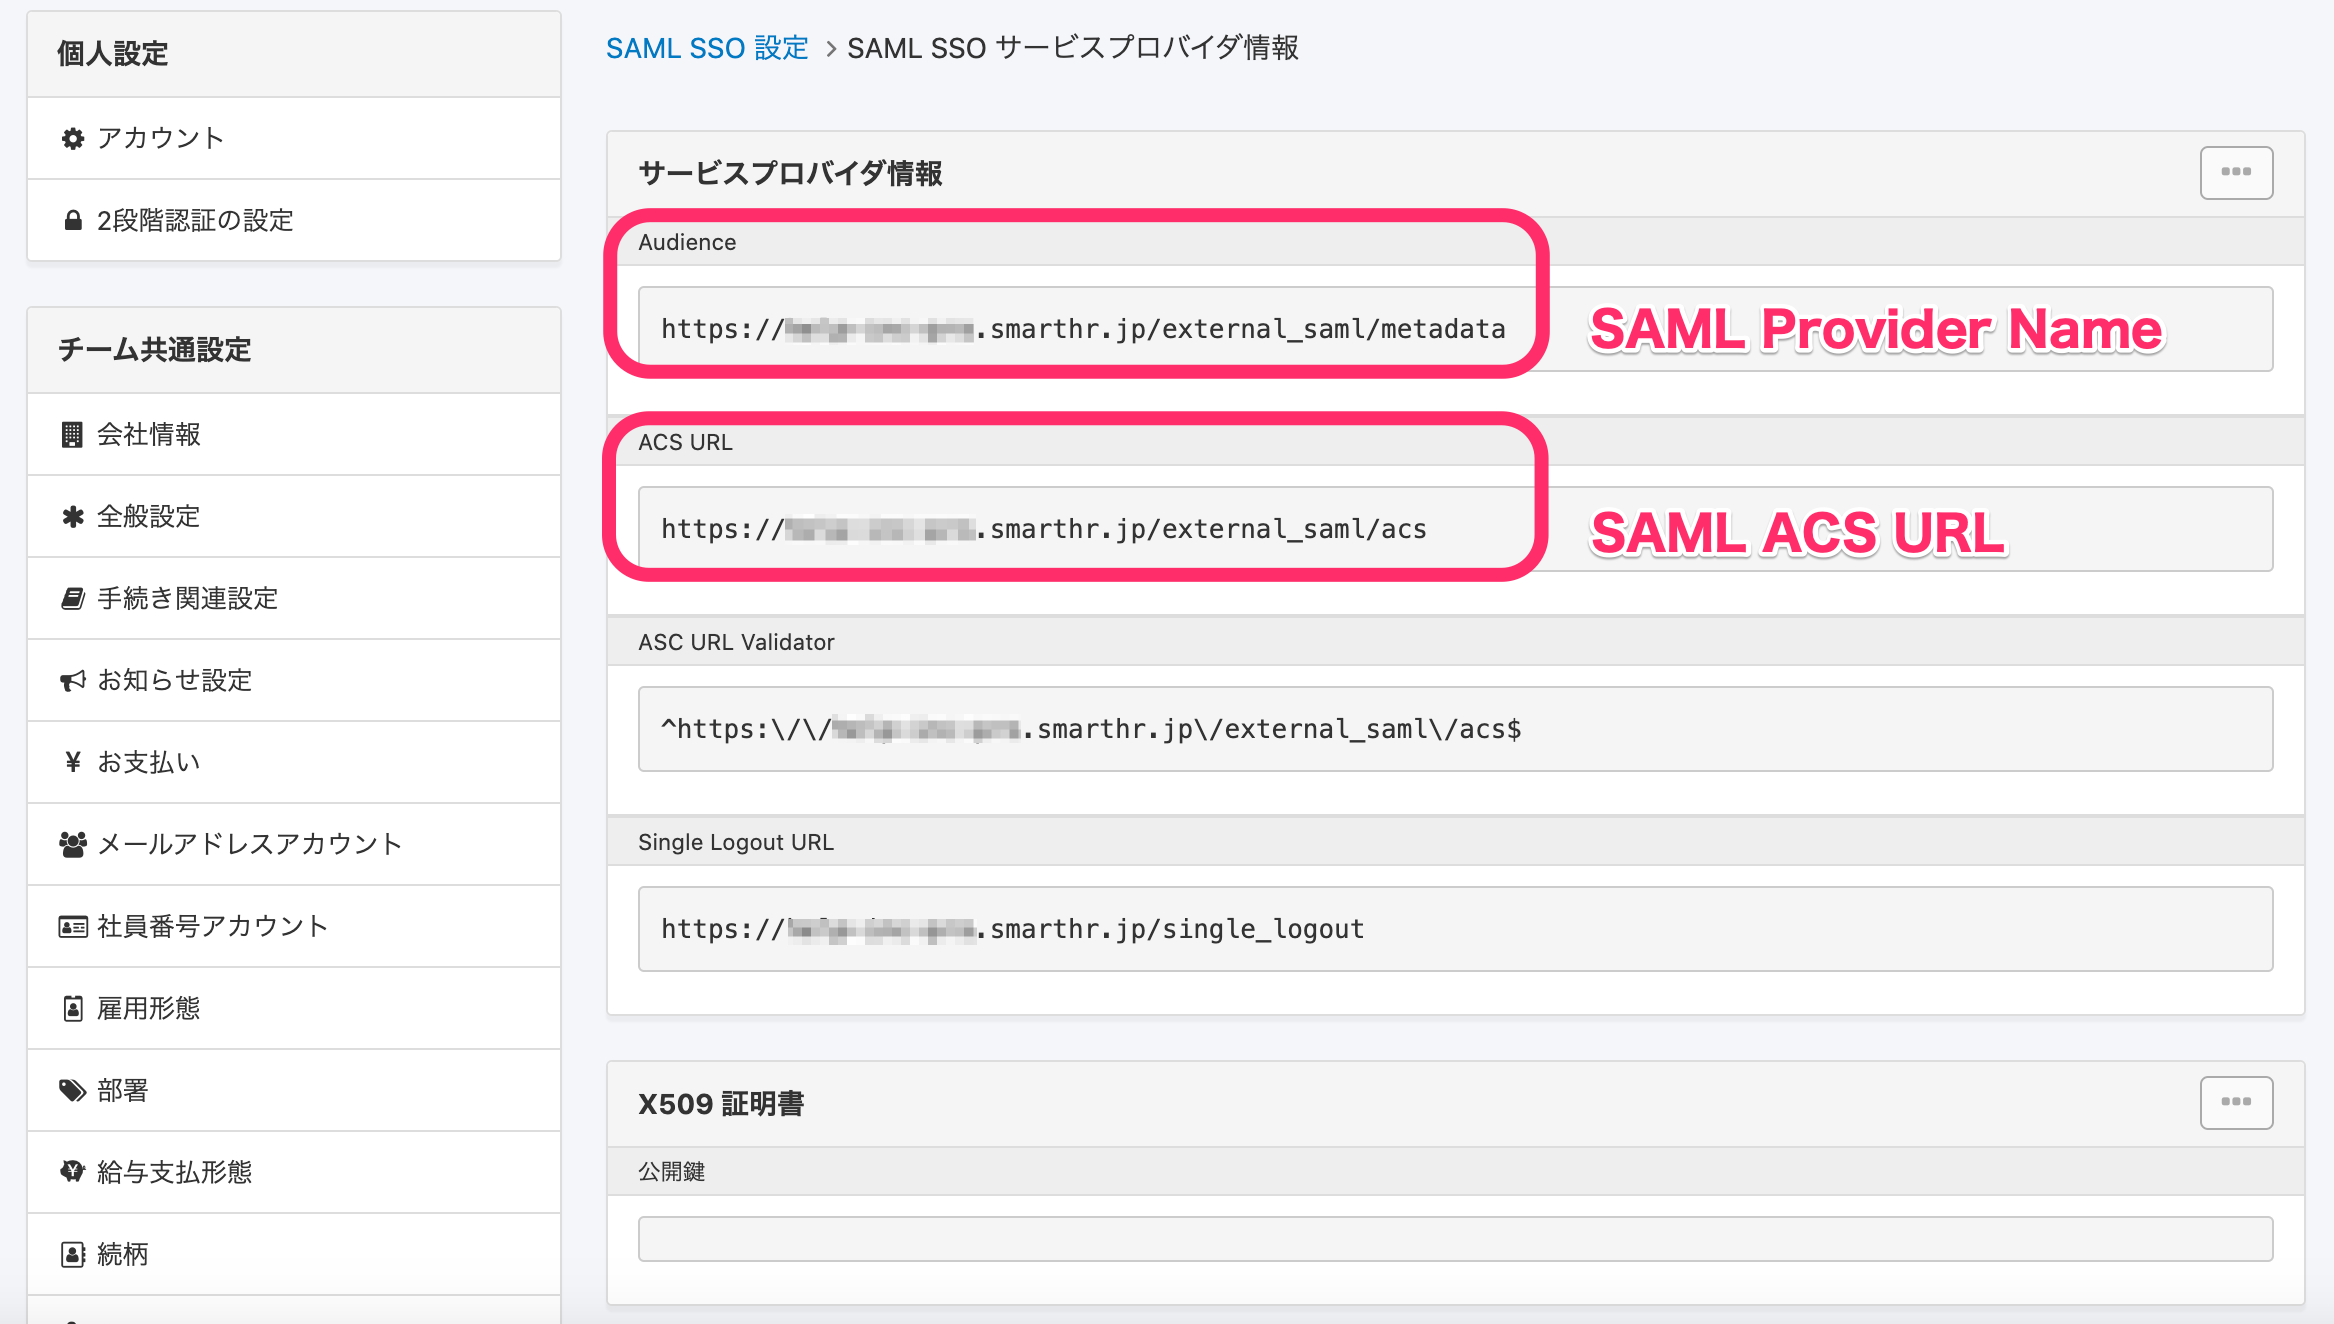 個人設定
アカウント
2段階認証の設定
チーム共通設定
会社情報
全般設定
手続き関連設定
お知らせ設定
お支払い
メールアドレスアカウント
社員番号アカウント
雇用形態
部署
給与支払形態
続柄
SAML SSO 設定 > SAML SSO サービスプロバイダ情報
サービスプロバイダ情報
Audience
https://.smarthr.jp/external_saml/metadata
SAML Provider Name
ACS URL
https://.smarthr.jp/external_saml/acs
SAML ACS URL
ASC URL Validator
^https:\/\/.smarthr.jp\/external_saml\/acs$
Single Logout URL
https://.smarthr.jp/single_logout
X509 証明書
公開鍵